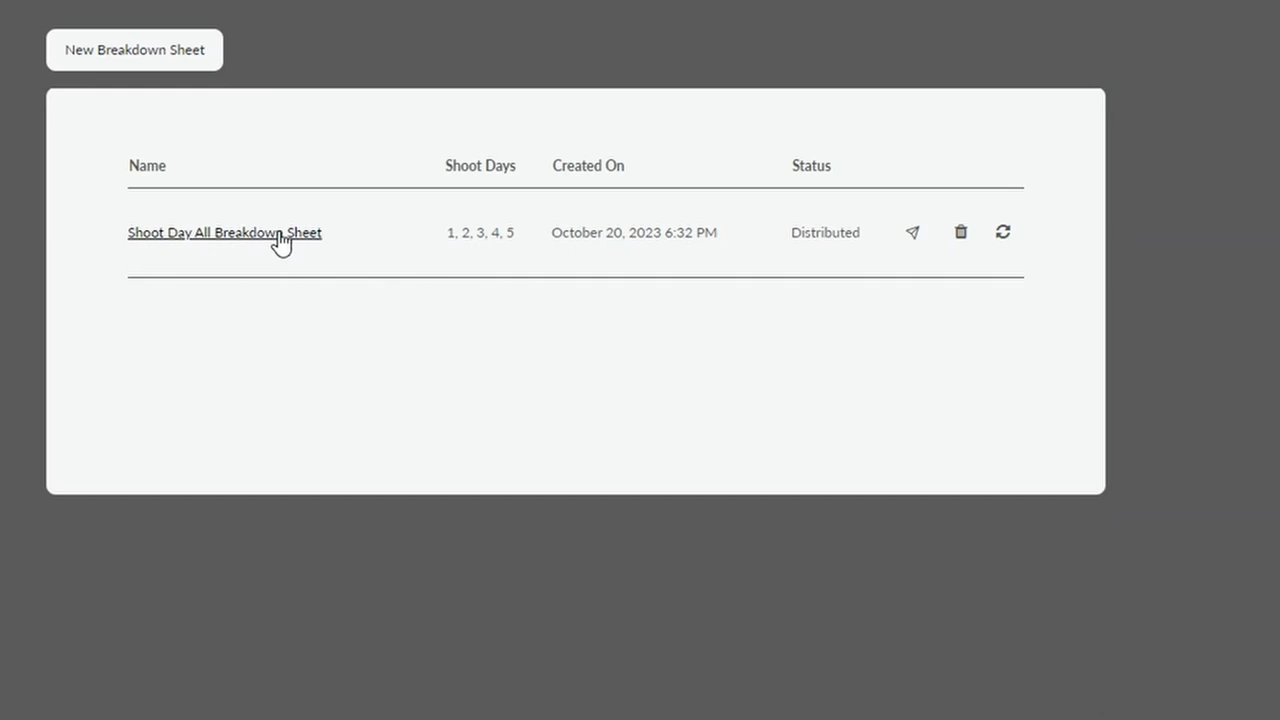 New Breakdown Sheet
Name Shoot Days Created On Status
Shoot Day All Breakdown Sheet 1, 2, 3, 4, 5 October 20, 2023 6:32 PM Distributed